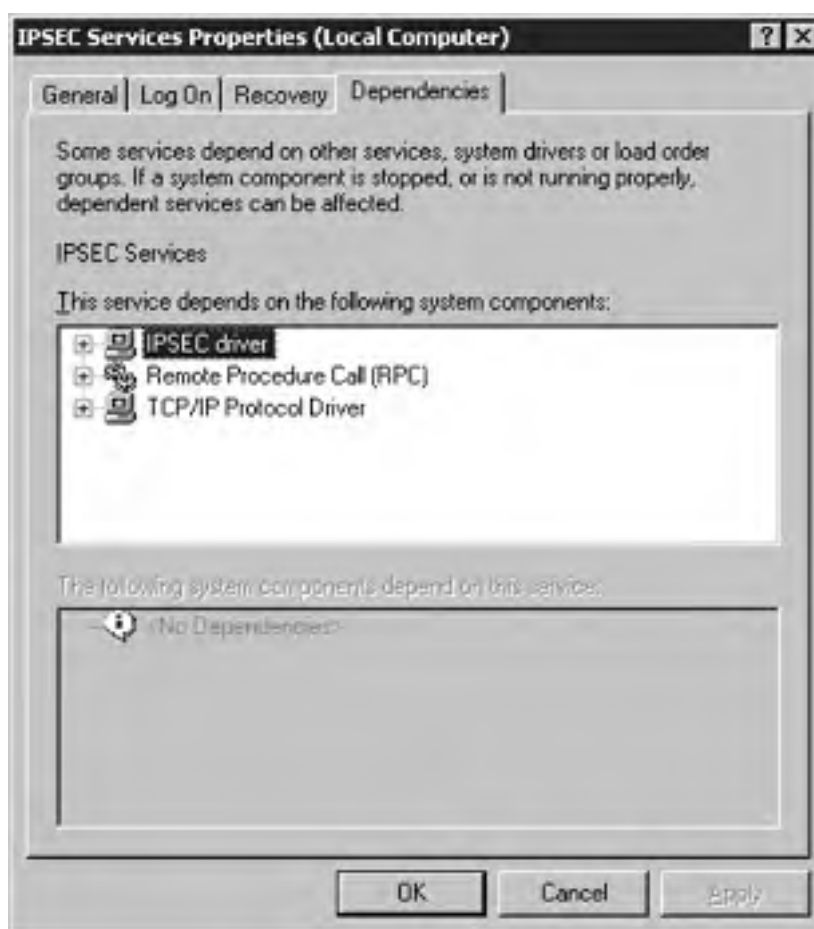 IPSEC Services Properties (Local Computer)
? ×
General Log On Recovery Dependencies
Some services depend on other services, system drivers or load order
groups. If a system component is stopped, or is not running properly,
dependent services can be affected.
IPSEC Services
This service depends on the following system components:
IPSEC driver
Remote Procedure Call (RPC)
TCP/IP Protocol Driver
The following system components depend on this service:
<No Dependencies>
OK Cancel Apply